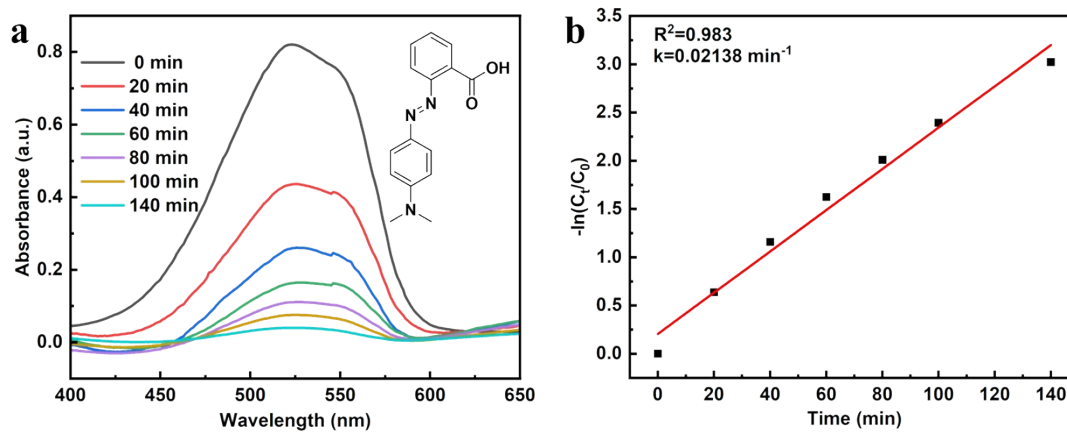 a
0.8
0.6
0.4
0.2
0.0
400
450
500
550
600
650
Absorbance (a.u.)
Wavelength (nm)
0 min
20 min
40 min
60 min
80 min
100 min
140 min
OH
O
N
N
N
b
R²=0.983
k=0.02138 min⁻¹
3.5
3.0
2.5
2.0
1.5
1.0
0.5
0.0
0
20
40
60
80
100
120
140
-ln(Cₜ/C₀)
Time (min)